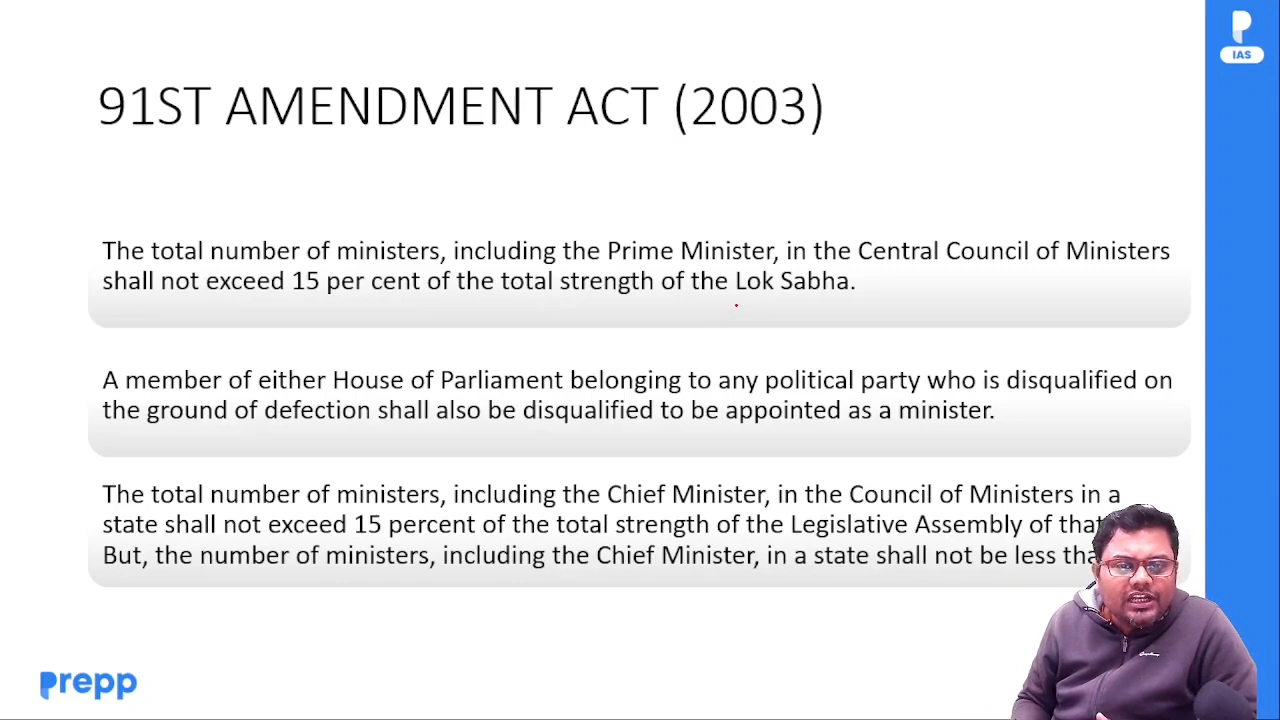 IAS
91ST AMENDMENT ACT (2003)
The total number of ministers, including the Prime Minister, in the Central Council of Ministers
shall not exceed 15 per cent of the total strength of the Lok Sabha.
A member of either House of Parliament belonging to any political party who is disqualified on
the ground of defection shall also be disqualified to be appointed as a minister.
The total number of ministers, including the Chief Minister, in the Council of Ministers in a
state shall not exceed 15 percent of the total strength of the Legislative Assembly of that
But, the number of ministers, including the Chief Minister, in a state shall not be less
prepp